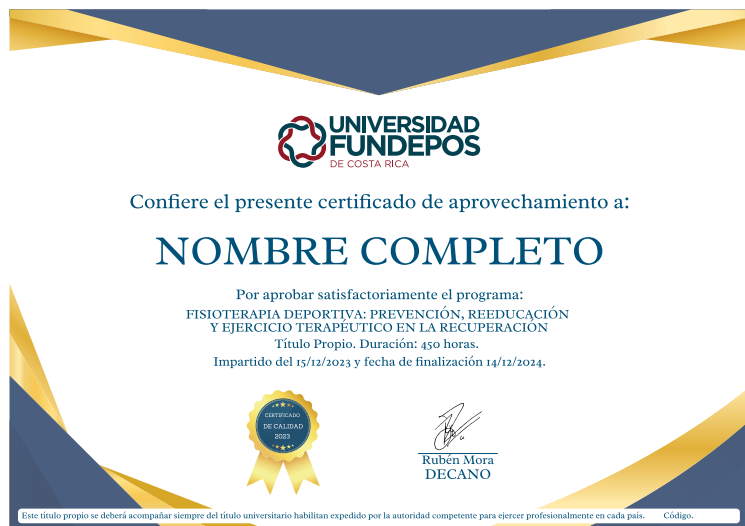 UNIVERSIDAD
FUNDEPOS
DE COSTA RICA
Confiere el presente certificado de aprovechamiento a:
NOMBRE COMPLETO
Por aprobar satisfactoriamente el programa:
FISIOTERAPIA DEPORTIVA: PREVENCIÓN, REEDUCACIÓN
Y EJERCICIO TERAPÉUTICO EN LA RECUPERACIÓN
Título Propio. Duración: 450 horas.
Impartido del 15/12/2023 y fecha de finalización 14/12/2024.
CERTIFICADO
DE CALIDAD
2023
Rubén Mora
DECANO
Este título propio se deberá acompañar siempre del título universitario habilitan expedido por la autoridad competente para ejercer profesionalmente en cada país. Código.